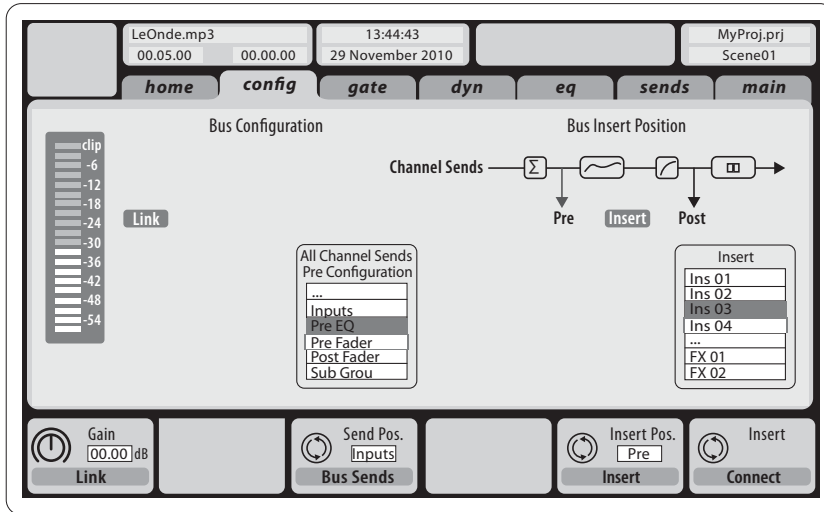 LeOnde.mp3
00.05.00 00.00.00
13:44:43
29 November 2010
MyProj.prj
Scene01
home config gate dyn eq sends main
Bus Configuration
Bus Insert Position
clip
-6
-12
-18
-24
-30
-36
-42
-48
-54
Link
Channel Sends
Σ
Pre Insert Post
All Channel Sends
Pre Configuration
...
Inputs
Pre EQ
Pre Fader
Post Fader
Sub Grou
Insert
Ins 01
Ins 02
Ins 03
Ins 04
...
FX 01
FX 02
Gain
00.00 dB
Link
Send Pos.
Inputs
Bus Sends
Insert Pos.
Pre
Insert
Insert
Connect